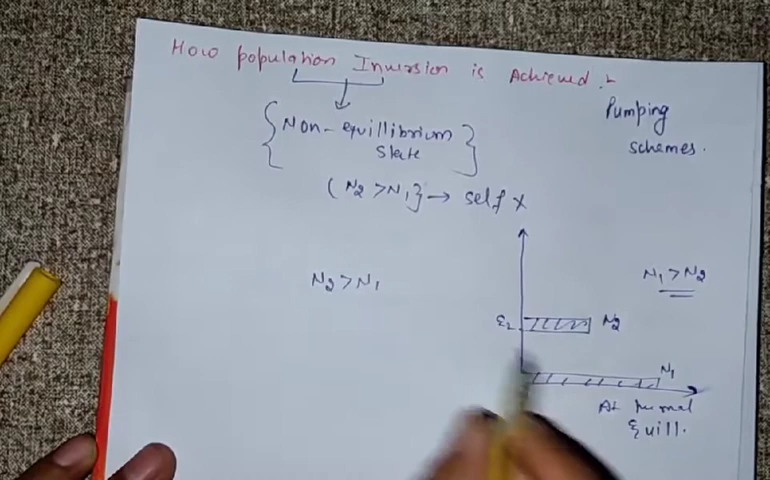 How population Inversion is Achieved :-
Pumping
schemes.
{Non-equillibrium
State}
(N2 > N1} → self x
N2 > N1
N1 > N2
E2
N2
N1
At thermal
Equill.